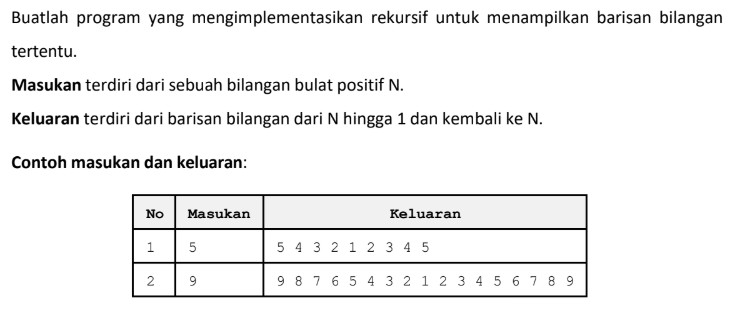 Buatlah program yang mengimplementasikan rekursif untuk menampilkan barisan bilangan
tertentu.
Masukan terdiri dari sebuah bilangan bulat positif N.
Keluaran terdiri dari barisan bilangan dari N hingga 1 dan kembali ke N.
Contoh masukan dan keluaran:
No Masukan Keluaran
1 5 5 4 3 2 1 2 3 4 5
2 9 9 8 7 6 5 4 3 2 1 2 3 4 5 6 7 8 9